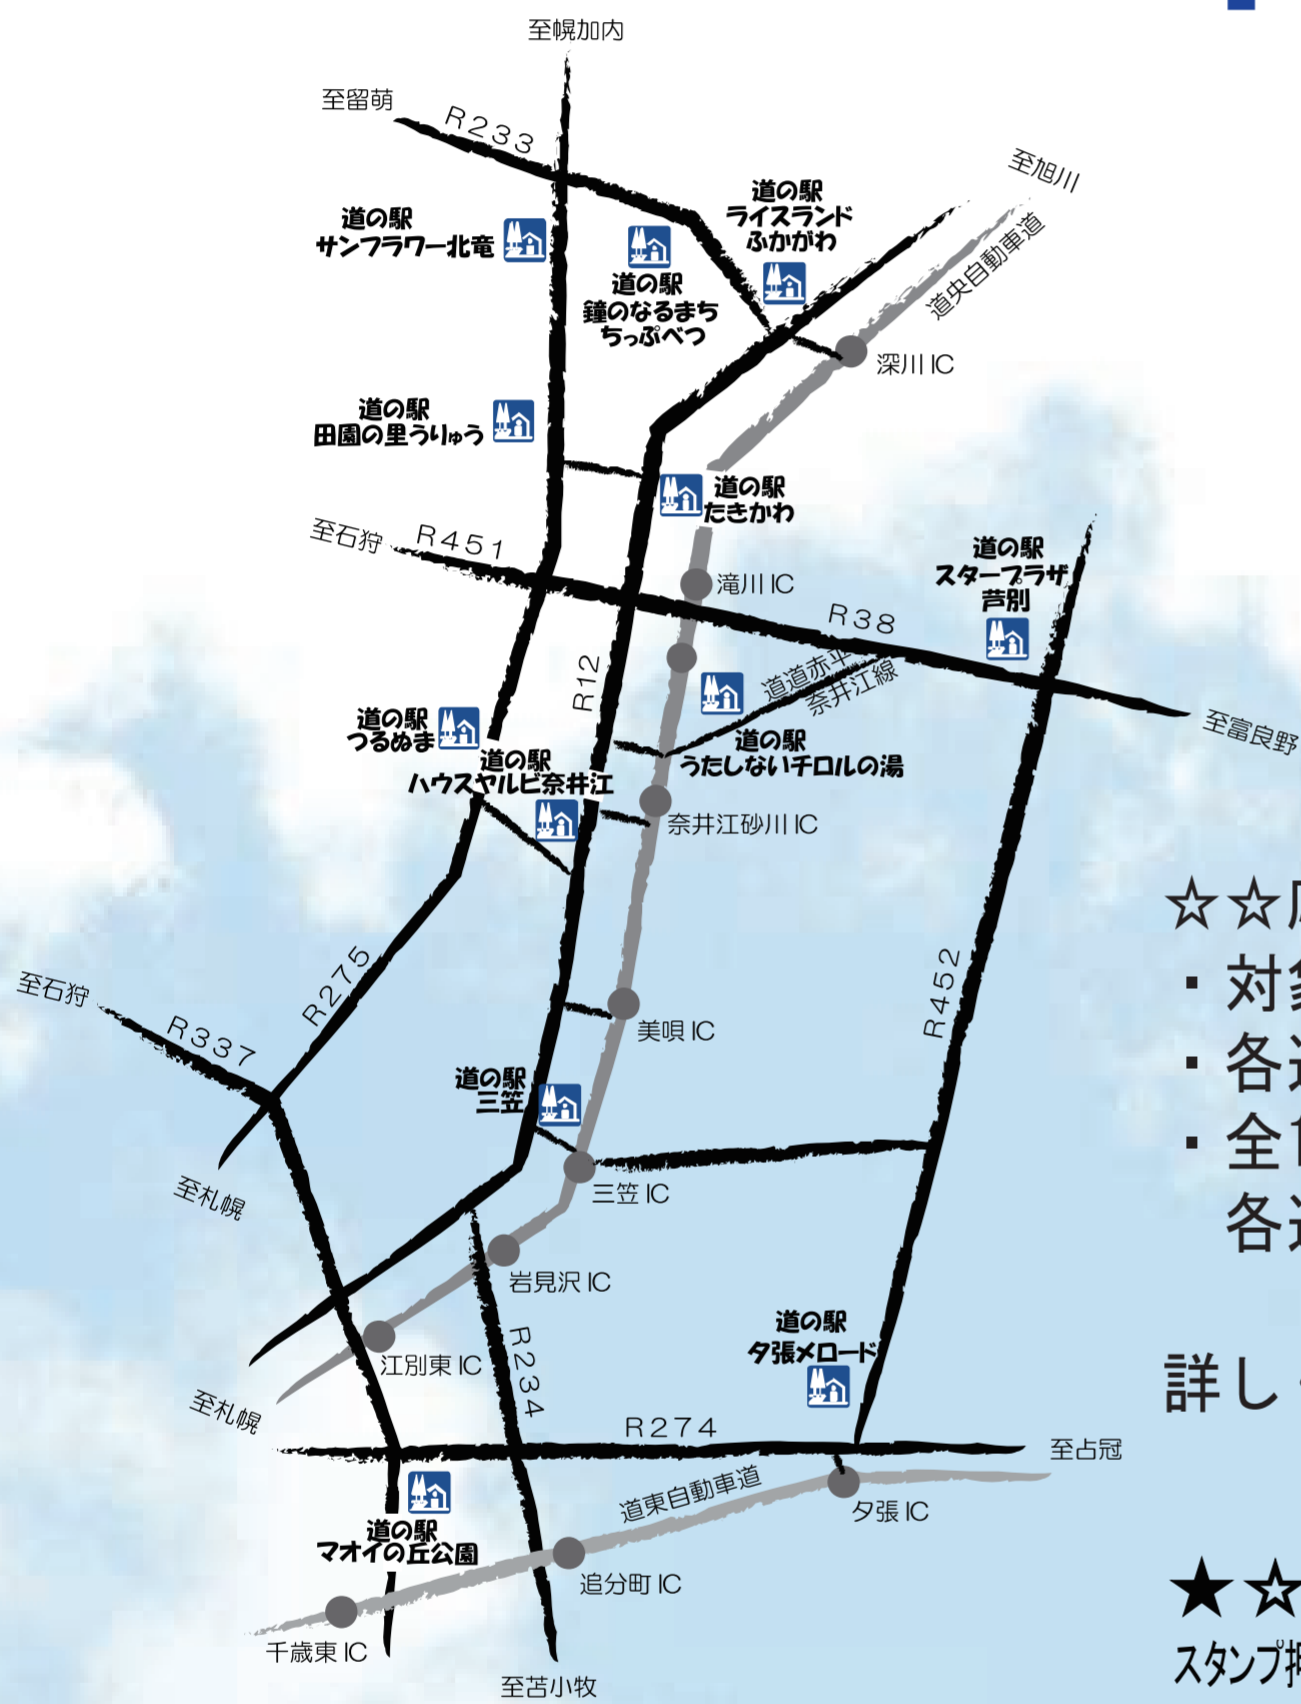 至幌加内
至留萌
R233
至旭川
道の駅
ライスランド
ふかがわ
道の駅
サンフラワー北竜
道央自動車道
道の駅
鐘のなるまち
ちっぷべつ
深川 IC
道の駅
田園の里うりゅう
道の駅
たきかわ
至石狩
R451
道の駅
スタープラザ
芦別
滝川 IC
R38
R12
道道赤平
奈井江線
至富良野
道の駅
つるぬま
道の駅
うたしないチロルの湯
道の駅
ハウスヤルビ奈井江
奈井江砂川 IC
☆☆
・対象
R275
R452
至石狩
R337
美唄 IC
・各
道の駅
三笠
・全
三笠 IC
至札幌
各
岩見沢 IC
道の駅
夕張メロード
江別東 IC
R234
詳し
至札幌
R274
至占冠
道東自動車道
夕張 IC
道の駅
マオイの丘公園
追分町 IC
★☆
千歳東 IC
スタンプ押
至苫小牧